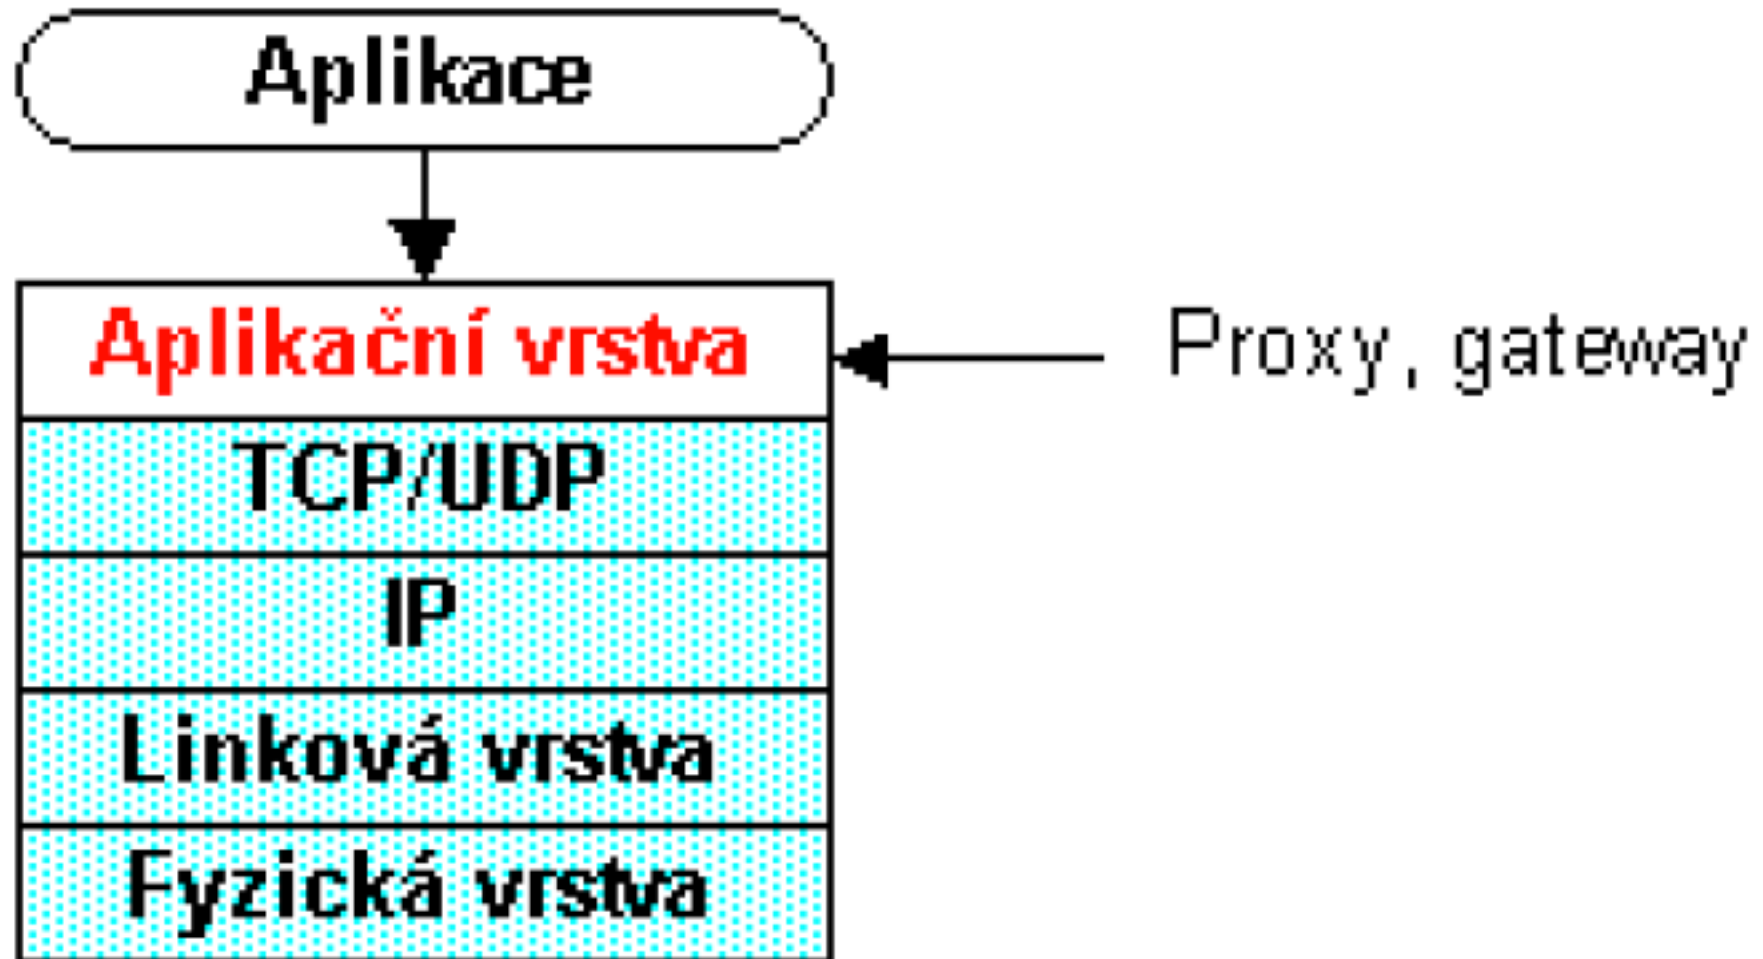 Aplikace
Aplikační vrstva
Proxy, gateway
TCP/UDP
IP
Linková vrstva
Fyzická vrstva